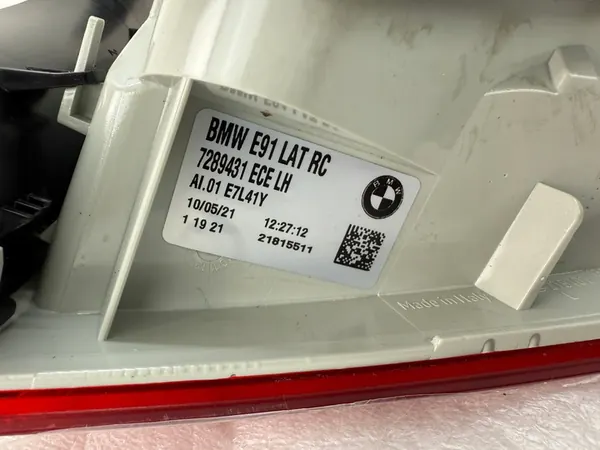 BMW E91 LAT RC
7289431 ECE LH
AI.01 E7L41Y
10/05/21 12:27:12
1 19 21 21815511
BMW
Made in Italy